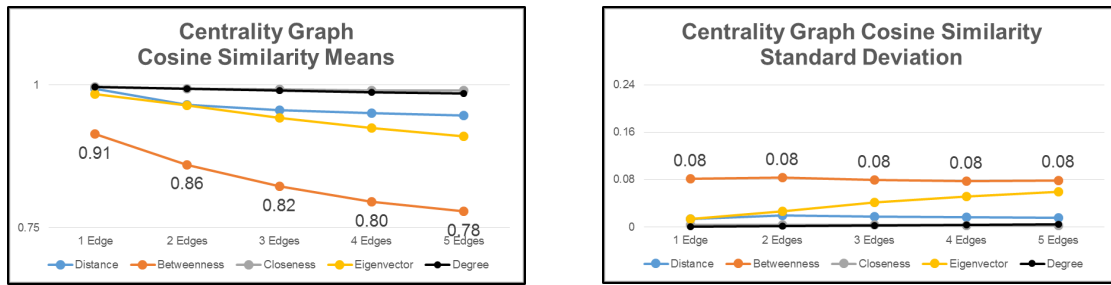 Centrality Graph
Cosine Similarity Means
1
0.91
0.86
0.82
0.80
0.78
0.75
1 Edge 2 Edges 3 Edges 4 Edges 5 Edges
Distance Betweenness Closeness Eigenvector Degree
Centrality Graph Cosine Similarity
Standard Deviation
0.24
0.16
0.08 0.08 0.08 0.08 0.08
0.08
0
1 Edge 2 Edges 3 Edges 4 Edges 5 Edges
Distance Betweenness Closeness Eigenvector Degree